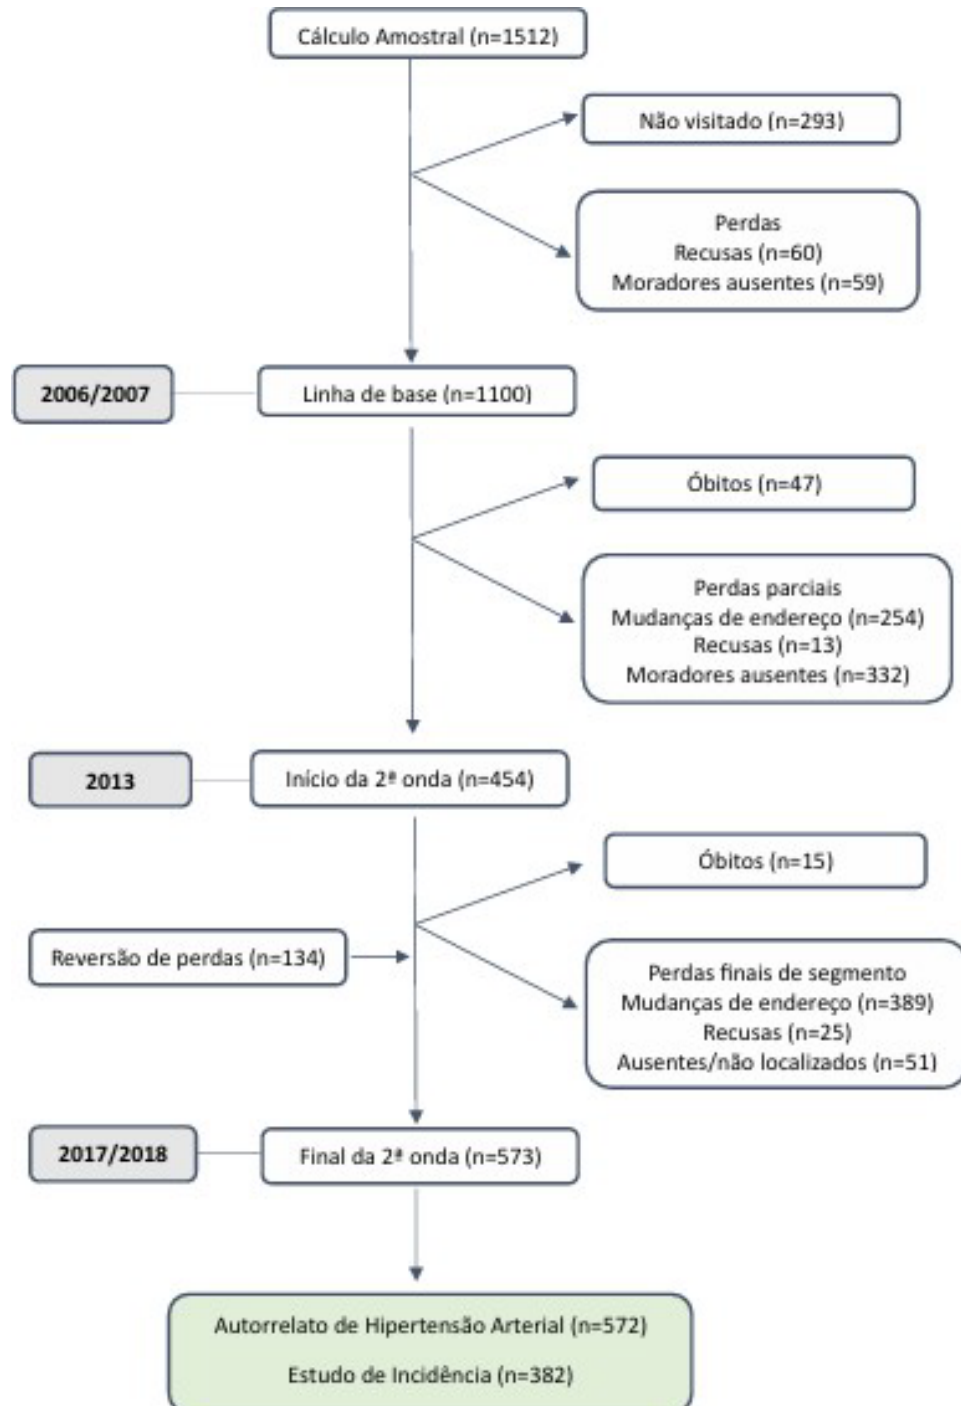 Cálculo Amostral (n=1512)
Não visitado (n=293)
Perdas
Recusas (n=60)
Moradores ausentes (n=59)
2006/2007
Linha de base (n=1100)
Óbitos (n=47)
Perdas parciais
Mudanças de endereço (n=254)
Recusas (n=13)
Moradores ausentes (n=332)
2013
Início da 2ª onda (n=454)
Óbitos (n=15)
Reversão de perdas (n=134)
Perdas finais de segmento
Mudanças de endereço (n=389)
Recusas (n=25)
Ausentes/não localizados (n=51)
2017/2018
Final da 2ª onda (n=573)
Autorrelato de Hipertensão Arterial (n=572)
Estudo de Incidência (n=382)